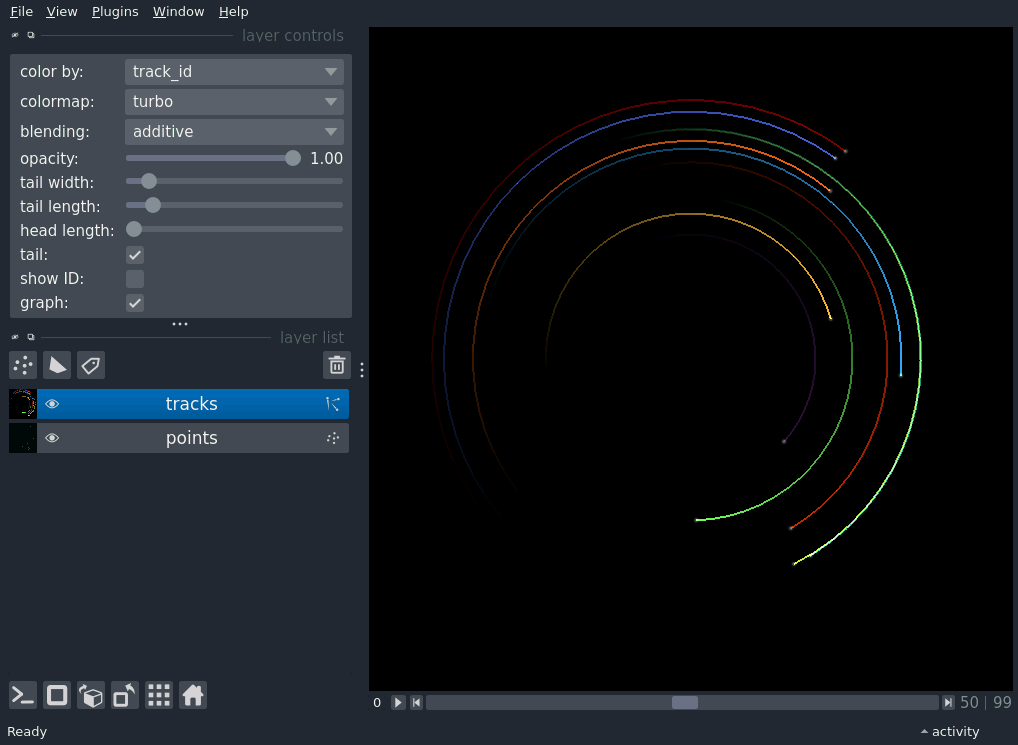 File View Plugins Window Help
layer controls
color by: track_id
colormap: turbo
blending: additive
opacity: 1.00
tail width:
tail length:
head length:
tail:
show ID:
graph:
layer list
tracks
points
0 50 | 99
Ready activity